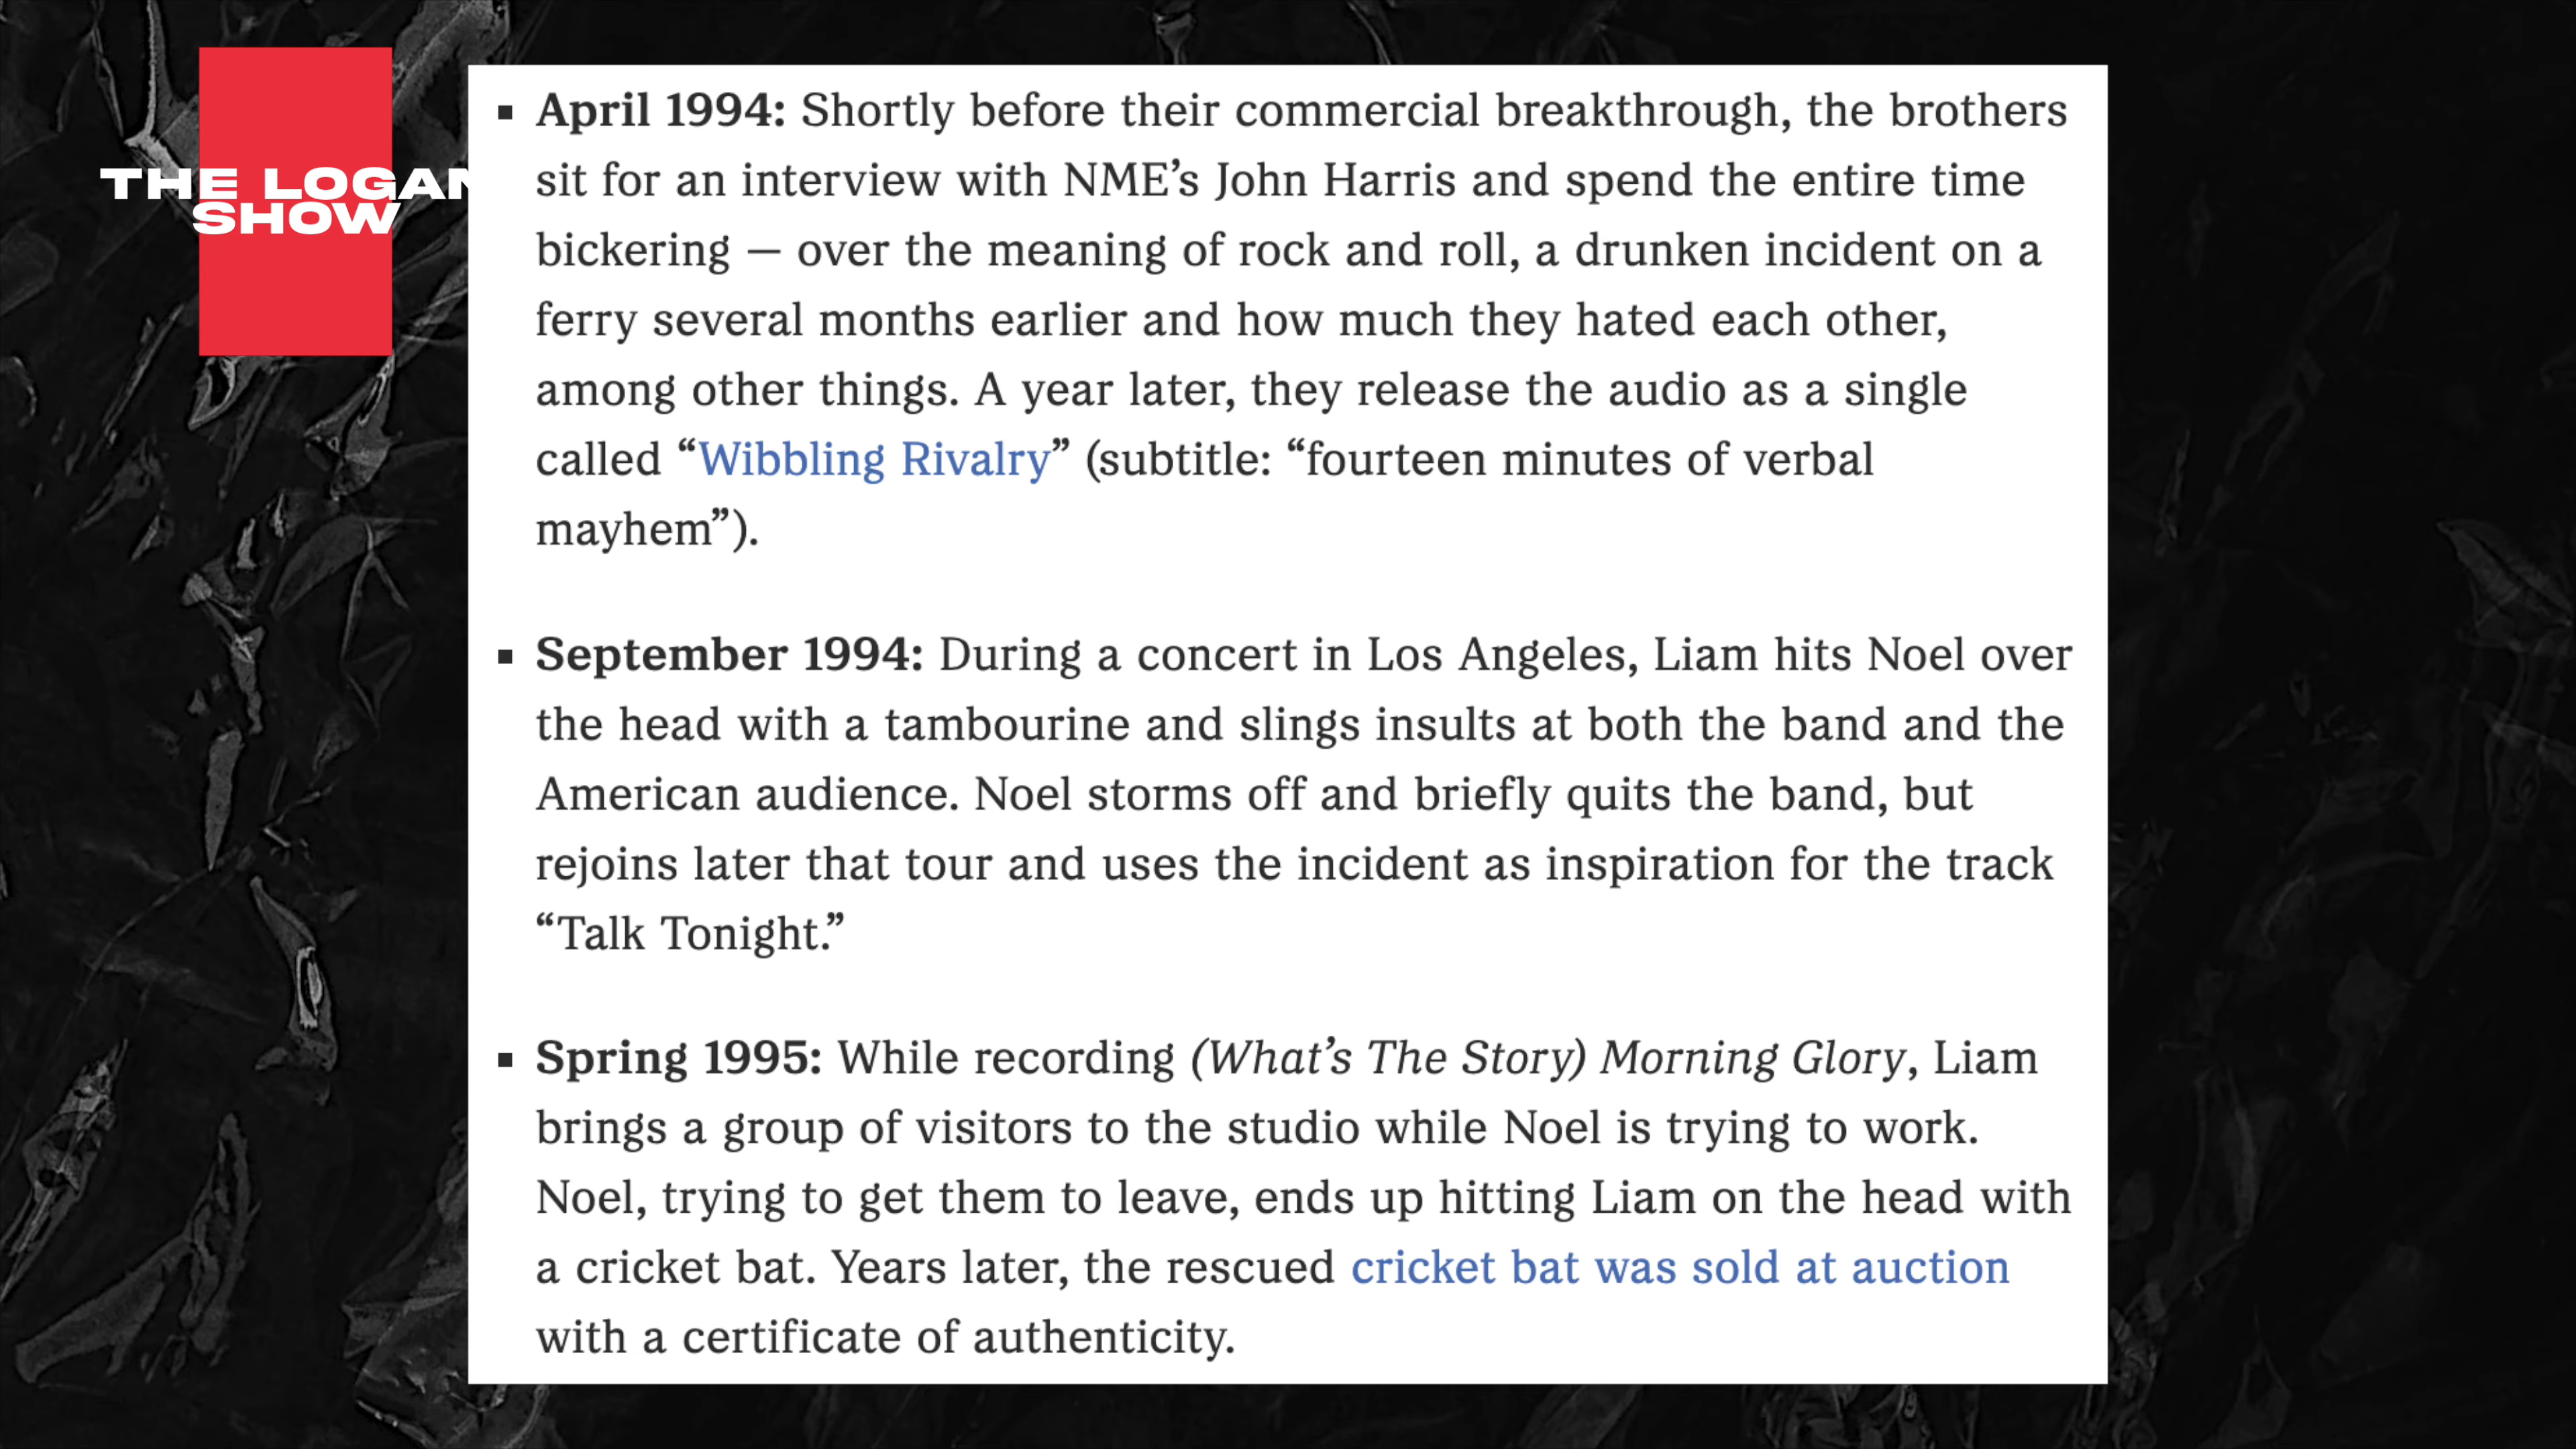 THE LOGAN
SHOW
▪ April 1994: Shortly before their commercial breakthrough, the brothers
sit for an interview with NME’s John Harris and spend the entire time
bickering — over the meaning of rock and roll, a drunken incident on a
ferry several months earlier and how much they hated each other,
among other things. A year later, they release the audio as a single
called “Wibbling Rivalry” (subtitle: “fourteen minutes of verbal
mayhem”).
▪ September 1994: During a concert in Los Angeles, Liam hits Noel over
the head with a tambourine and slings insults at both the band and the
American audience. Noel storms off and briefly quits the band, but
rejoins later that tour and uses the incident as inspiration for the track
“Talk Tonight.”
▪ Spring 1995: While recording (What’s The Story) Morning Glory, Liam
brings a group of visitors to the studio while Noel is trying to work.
Noel, trying to get them to leave, ends up hitting Liam on the head with
a cricket bat. Years later, the rescued cricket bat was sold at auction
with a certificate of authenticity.